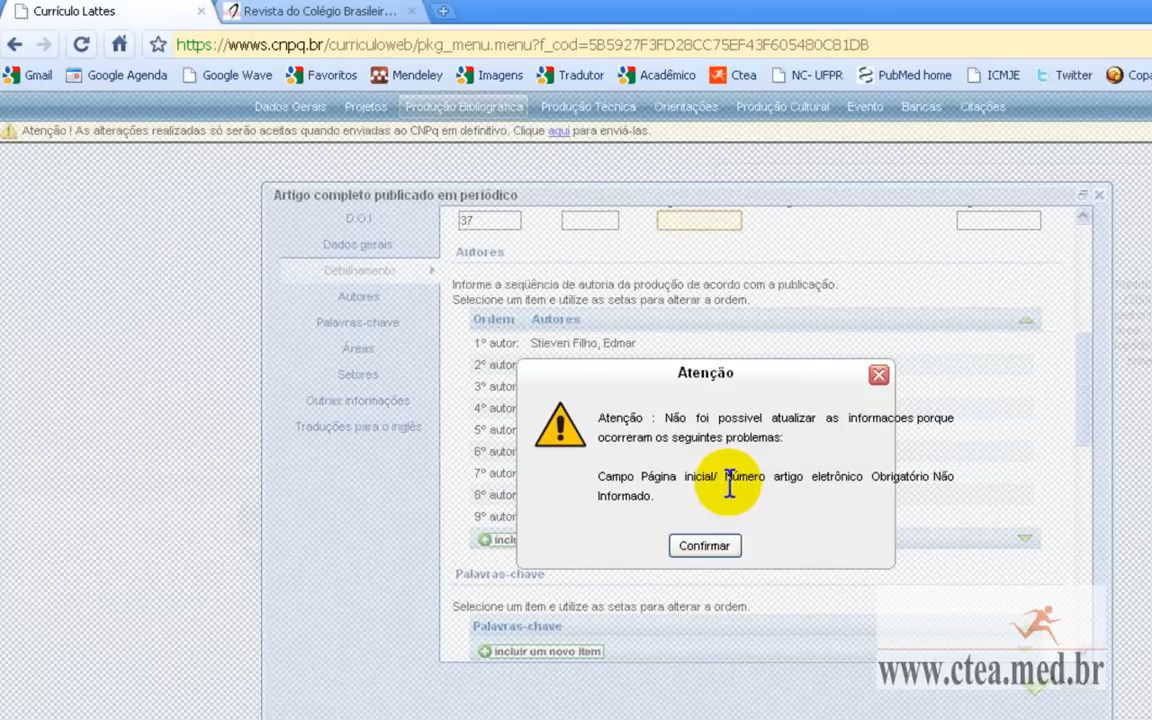 Currículo Lattes
Revista do Colégio Brasileir...
https://wwws.cnpq.br/curriculoweb/pkg_menu.menu?f_cod=5B5927F3FD28CC75EF43F605480C81DB
Gmail Google Agenda Google Wave Favoritos Mendeley Imagens Tradutor Acadêmico Ctea NC- UFPR PubMed home ICMJE Twitter Copa
Dados Gerais Projetos Produção Bibliográfica Produção Técnica Orientações Produção Cultural Evento Bancas Citações
Atenção ! As alterações realizadas só serão aceitas quando enviadas ao CNPq em definitivo. Clique aqui para enviá-las.
Artigo completo publicado em periódico
D.O.I
Dados gerais
Detalhamento
Autores
Palavras-chave
Áreas
Setores
Outras informações
Traduções para o inglês
37
Autores
Informe a seqüência de autoria da produção de acordo com a publicação.
Selecione um item e utilize as setas para alterar a ordem.
Ordem Autores
1º autor: Stieven Filho, Edmar
2º autor
3º autor
4º autor
5º autor
6º autor
7º autor
8º autor
9º autor
inclu
Atenção
Atenção : Não foi possivel atualizar as informacoes porque
ocorreram os seguintes problemas:
Campo Página inicial/ Número artigo eletrônico Obrigatório Não
Informado.
Confirmar
Palavras-chave
Selecione um item e utilize as setas para alterar a ordem.
Palavras-chave
incluir um novo item
www.ctea.med.br